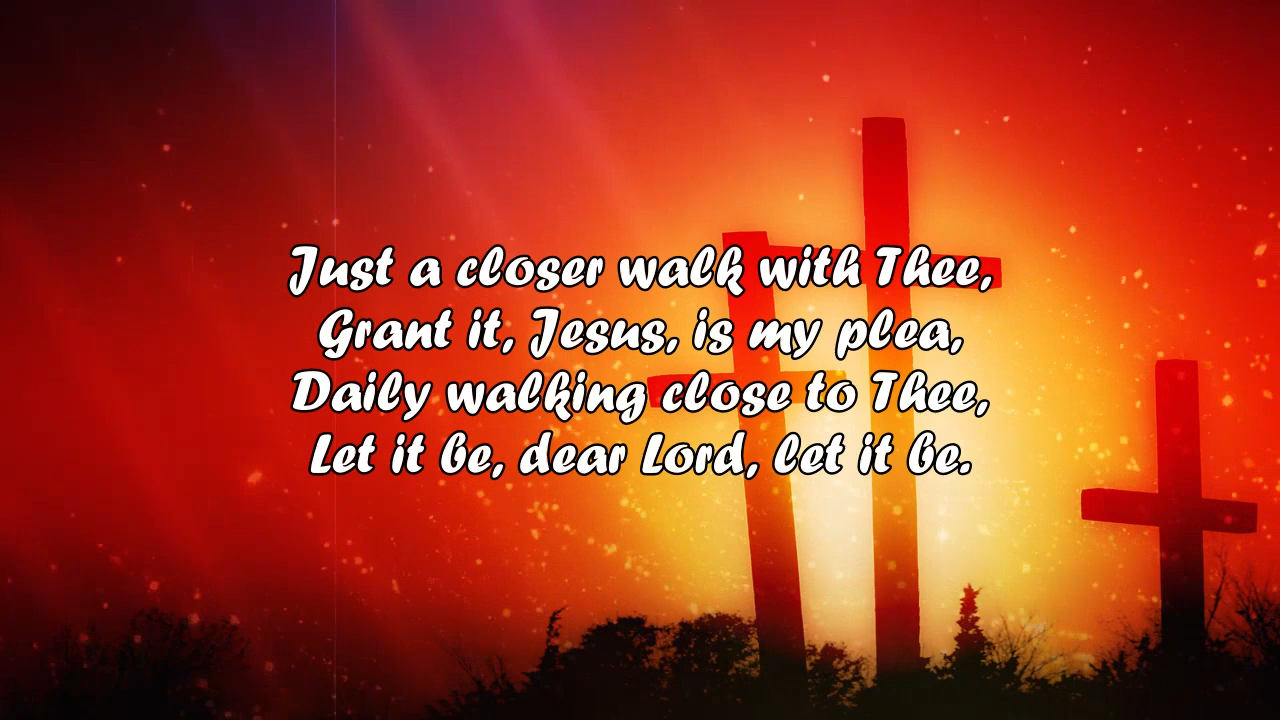 Just a closer walk with Thee,
Grant it, Jesus, is my plea,
Daily walking close to Thee,
Let it be, dear Lord, let it be.